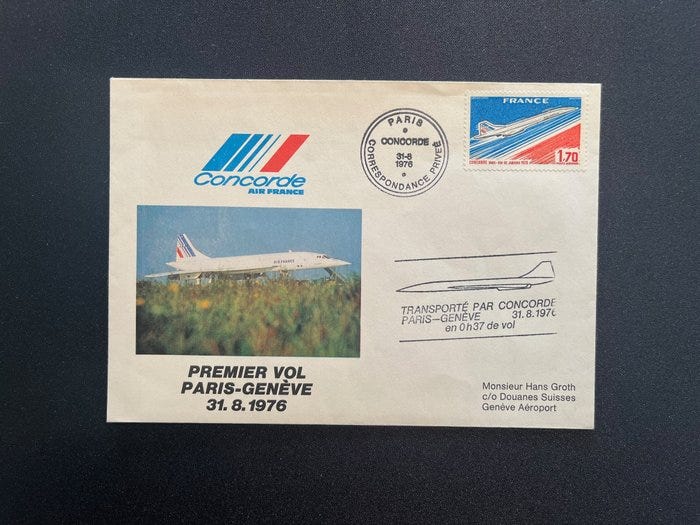 Concorde
AIR FRANCE
AIR FRANCE
PREMIER VOL
PARIS-GENÈVE
31.8.1976
PARIS
CONCORDE
31-8
1976
CORRESPONDANCE PRIVÉE
FRANCE
1,70
TRANSPORTÉ PAR CONCORDE
PARIS—GENÈVE 31.8.1976
en 0h37 de vol
Monsieur Hans Groth
c/o Douanes Suisses
Genève Aéroport